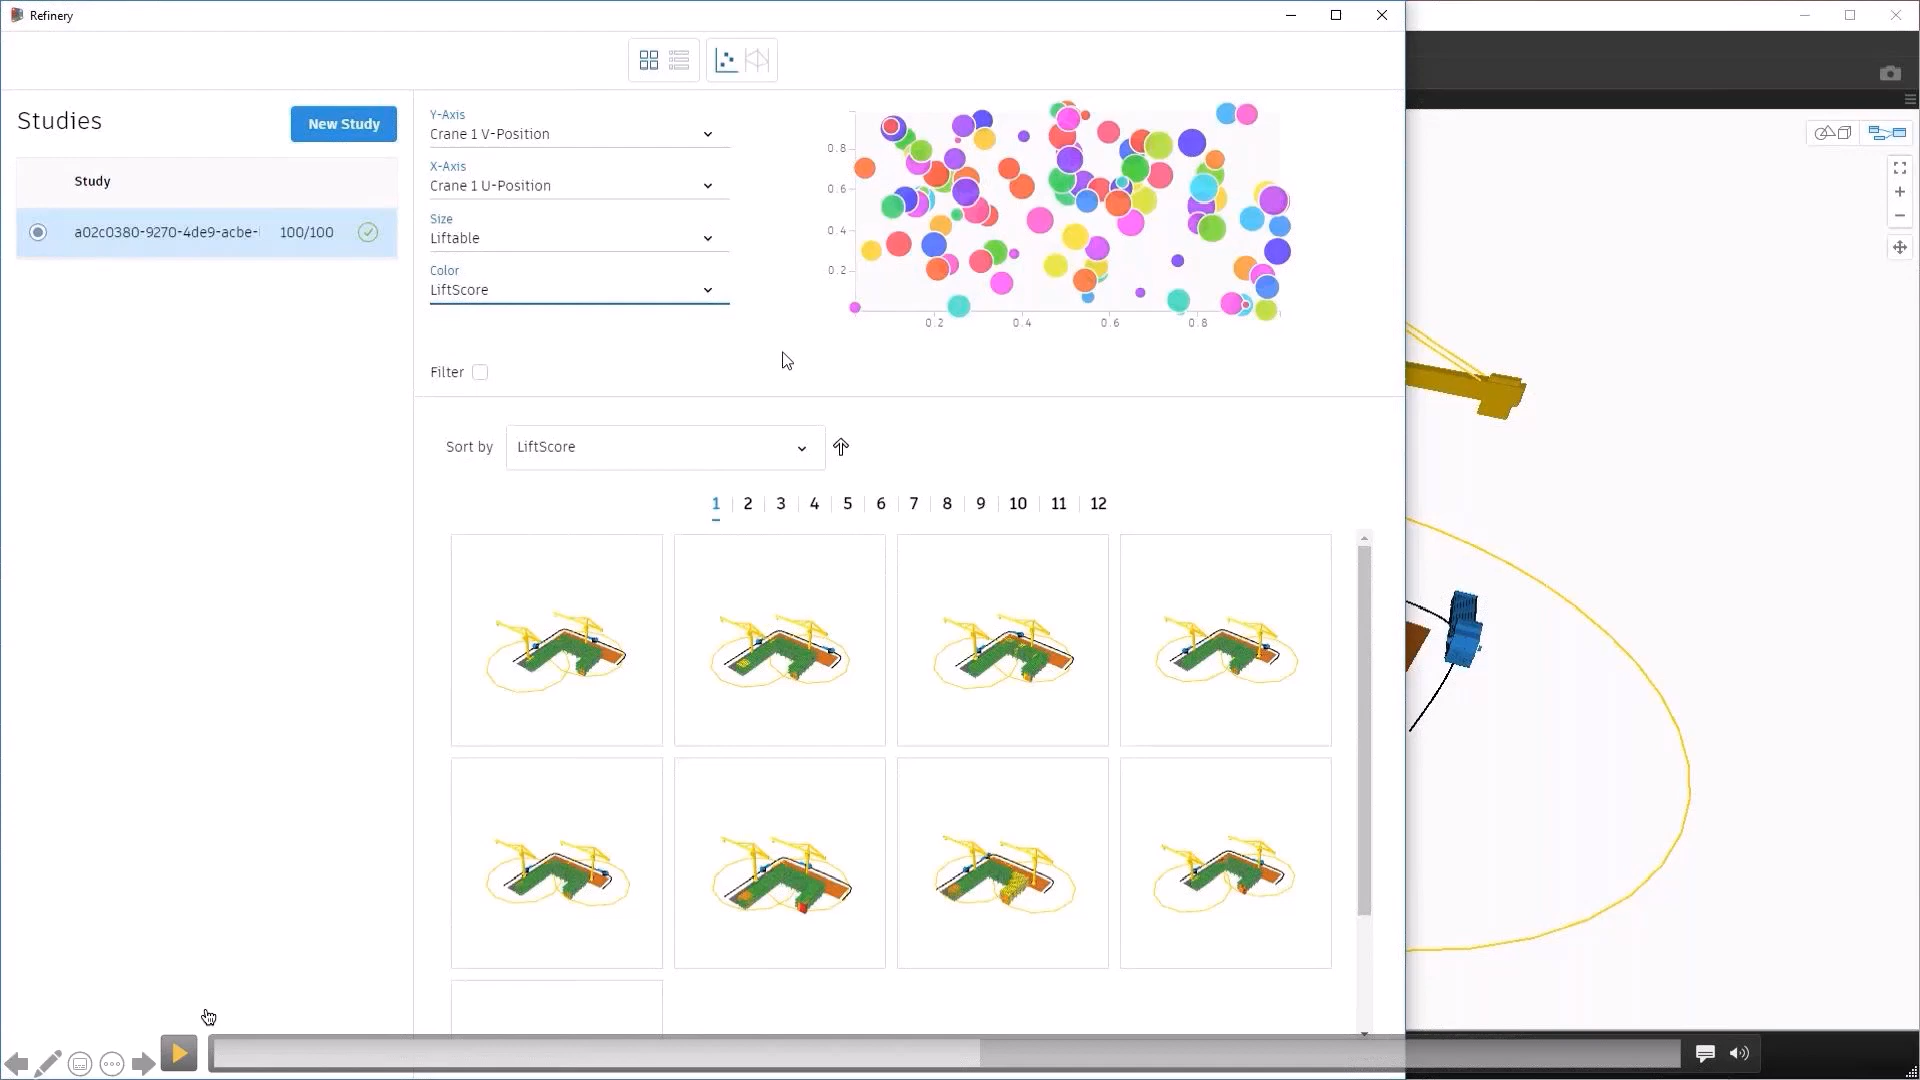 Refinery
Studies
New Study
Study
a02c0380-9270-4de9-acbe-
100/100
Y-Axis
Crane 1 V-Position
X-Axis
Crane 1 U-Position
Size
Liftable
Color
LiftScore
0.8
0.6
0.4
0.2
0.2 0.4 0.6 0.8
Filter
Sort by LiftScore
1 2 3 4 5 6 7 8 9 10 11 12